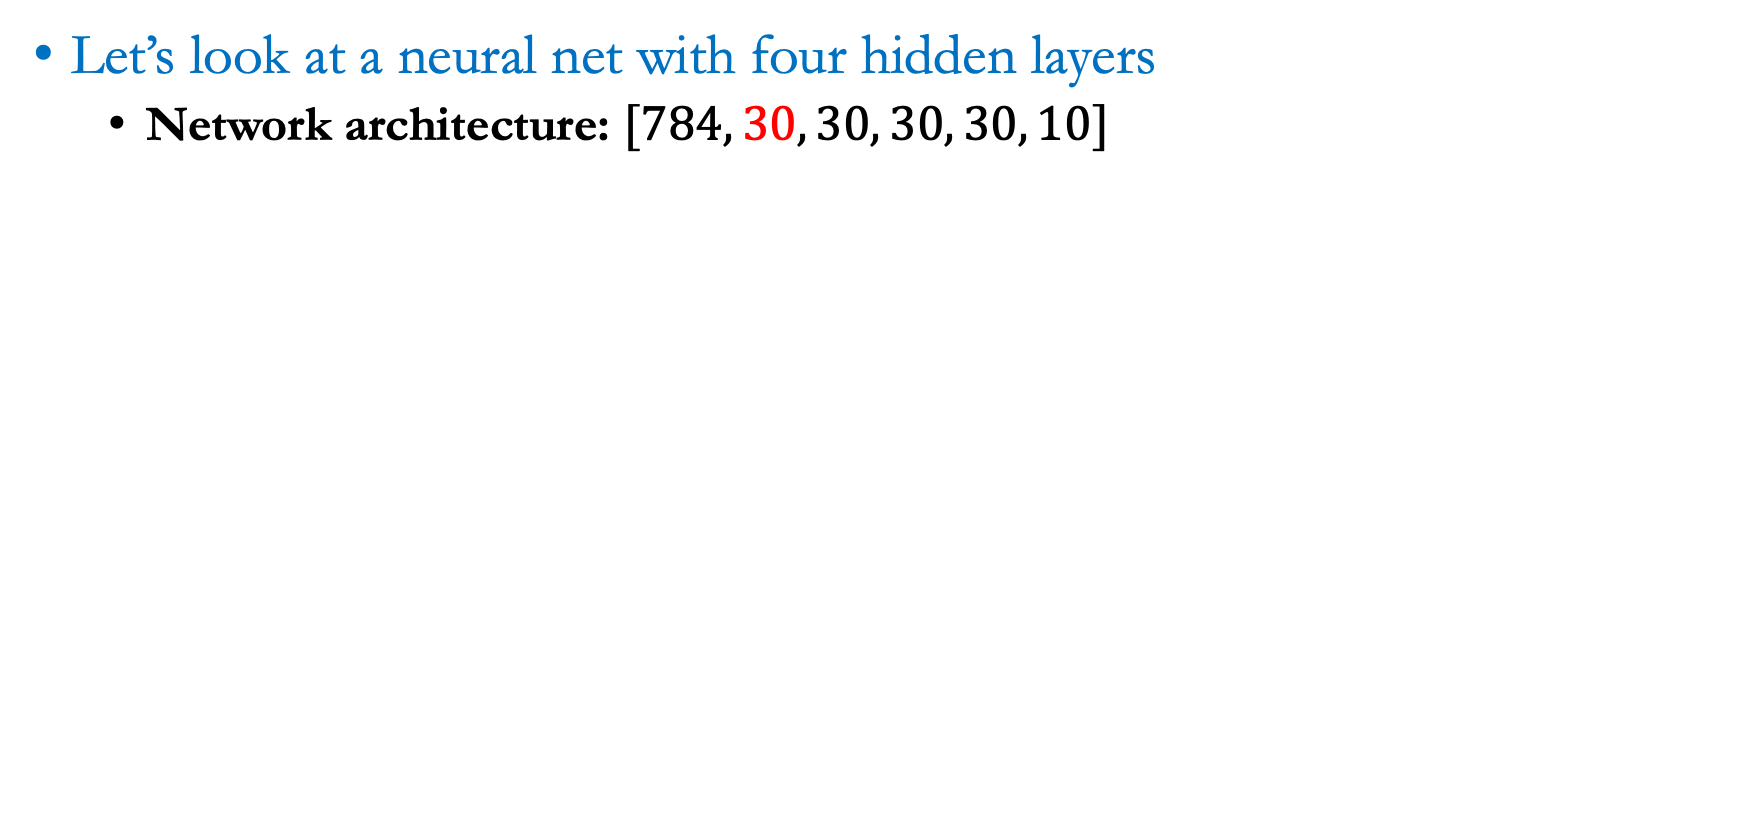 • Let’s look at a neural net with four hidden layers
• Network architecture: [784, 30, 30, 30, 30, 10]